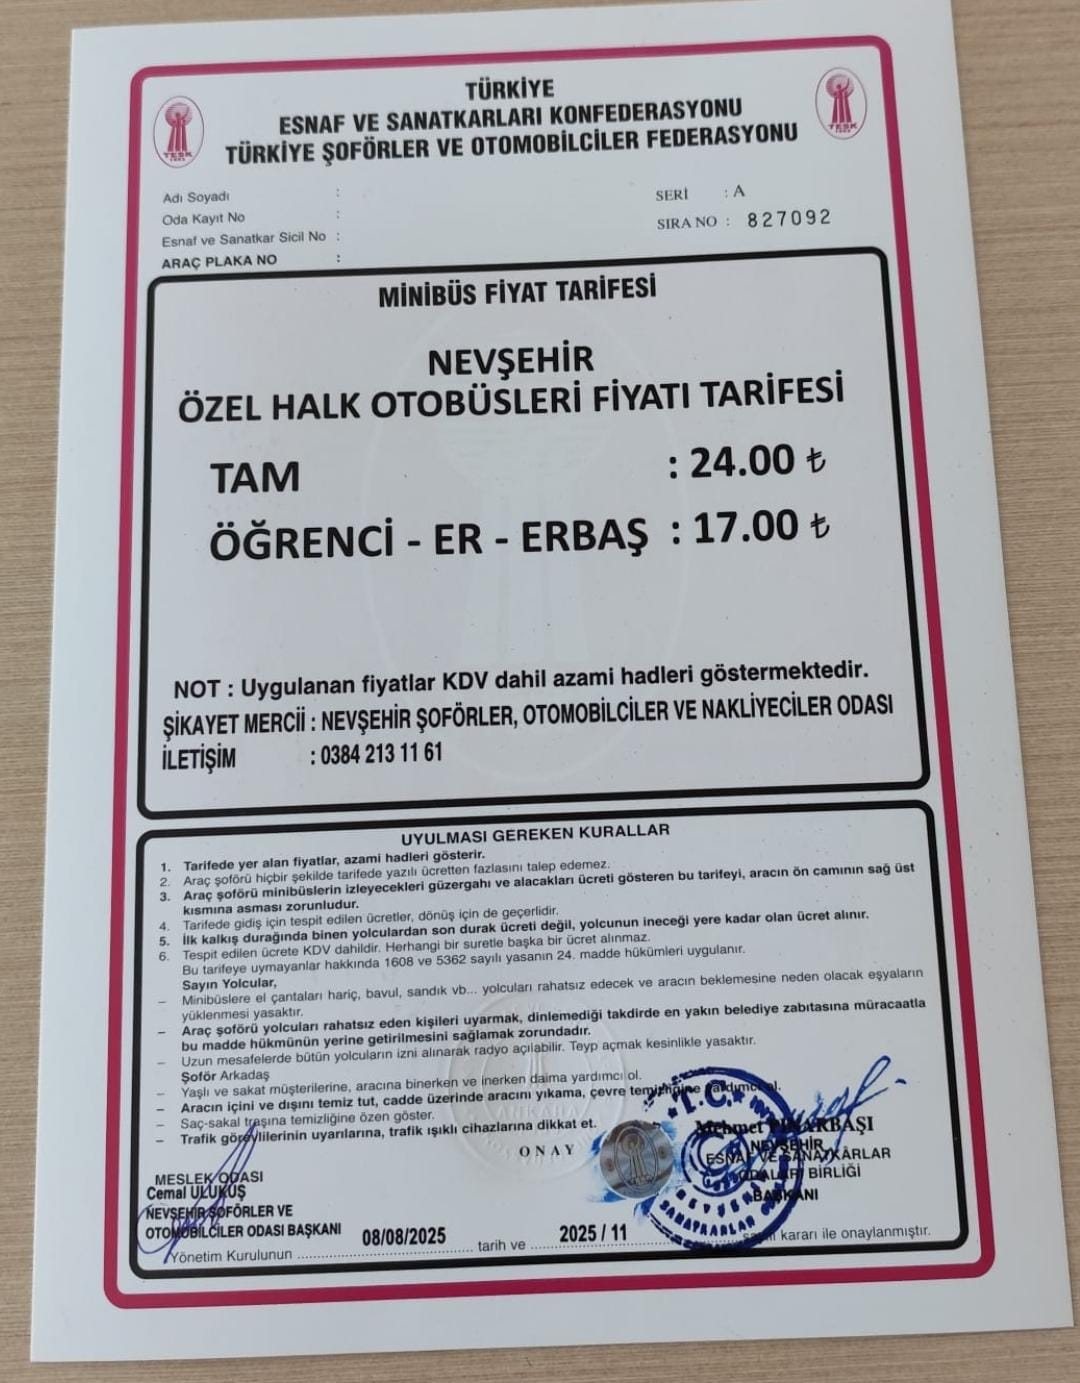 TÜRKİYE
ESNAF VE SANATKARLARI KONFEDERASYONU
TÜRKİYE ŞOFÖRLER VE OTOMOBİLCİLER FEDERASYONU
TESK
TESK
Adı Soyadı :
Oda Kayıt No :
Esnaf ve Sanatkar Sicil No :
ARAÇ PLAKA NO :
SERİ : A
SIRA NO : 827092
MİNİBÜS FİYAT TARİFESİ
NEVŞEHİR
ÖZEL HALK OTOBÜSLERİ FİYATI TARİFESİ
TAM : 24.00 ₺
ÖĞRENCİ - ER - ERBAŞ : 17.00 ₺
NOT : Uygulanan fiyatlar KDV dahil azami hadleri göstermektedir.
ŞİKAYET MERCİİ : NEVŞEHİR ŞOFÖRLER, OTOMOBİLCİLER VE NAKLİYECİLER ODASI
İLETİŞİM : 0384 213 11 61
UYULMASI GEREKEN KURALLAR
1. Tarifede yer alan fiyatlar, azami hadleri gösterir.
2. Araç şoförü hiçbir şekilde tarifede yazılı ücretten fazlasını talep edemez.
3. Araç şoförü minibüslerin izleyecekleri güzergahı ve alacakları ücreti gösteren bu tarifeyi, aracın ön camının sağ üst
kısmına asması zorunludur.
4. Tarifede gidiş için tespit edilen ücretler, dönüş için de geçerlidir.
5. İlk kalkış durağında binen yolculardan son durak ücreti değil, yolcunun ineceği yere kadar olan ücret alınır.
6. Tespit edilen ücrete KDV dahildir. Herhangi bir suretle başka bir ücret alınmaz.
Bu tarifeye uymayanlar hakkında 1608 ve 5362 sayılı yasanın 24. madde hükümleri uygulanır.
Sayın Yolcular,
– Minibüslere el çantaları hariç, bavul, sandık vb... yolcuları rahatsız edecek ve aracın beklemesine neden olacak eşyaların
yüklenmesi yasaktır.
– Araç şoförü yolcuları rahatsız eden kişileri uyarmak, dinlemediği takdirde en yakın belediye zabıtasına müracaatla
bu madde hükmünün yerine getirilmesini sağlamak zorundadır.
– Uzun mesafelerde bütün yolcuların izni alınarak radyo açılabilir. Teyp açmak kesinlikle yasaktır.
Şoför Arkadaş
– Yaşlı ve sakat müşterilerine, aracına binerken ve inerken daima yardımcı ol.
– Aracın içini ve dışını temiz tut, cadde üzerinde aracını yıkama, çevre temizliğine yardımcı ol.
– Saç-sakal traşına temizliğine özen göster.
– Trafik görevlilerinin uyarılarına, trafik ışıklı cihazlarına dikkat et.
ONAY
T.C.
Mehmet PINARBAŞI
NEVŞEHİR
ESNAF VE SANATKÂRLAR
ODALARI BİRLİĞİ
BAŞKANI
MESLEK ODASI
Cemal ULUKUŞ
NEVŞEHİR ŞOFÖRLER VE
OTOMOBİLCİLER ODASI BAŞKANI
Yönetim Kurulunun 08/08/2025 tarih ve 2025 / 11 sayılı kararı ile onaylanmıştır.